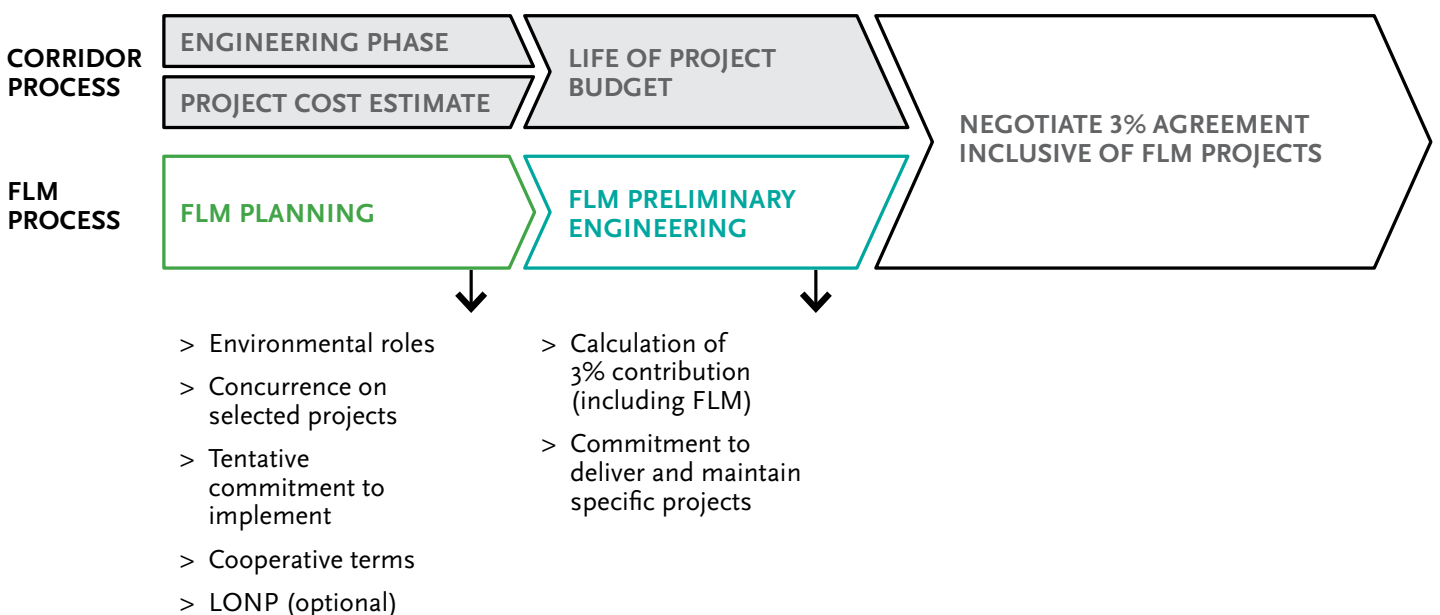 CORRIDOR
PROCESS
ENGINEERING PHASE
PROJECT COST ESTIMATE
LIFE OF PROJECT
BUDGET
NEGOTIATE 3% AGREEMENT
INCLUSIVE OF FLM PROJECTS
FLM
PROCESS
FLM PLANNING
FLM PRELIMINARY
ENGINEERING
> Environmental roles
> Concurrence on
selected projects
> Tentative
commitment to
implement
> Cooperative terms
> LONP (optional)
> Calculation of
3% contribution
(including FLM)
> Commitment to
deliver and maintain
specific projects